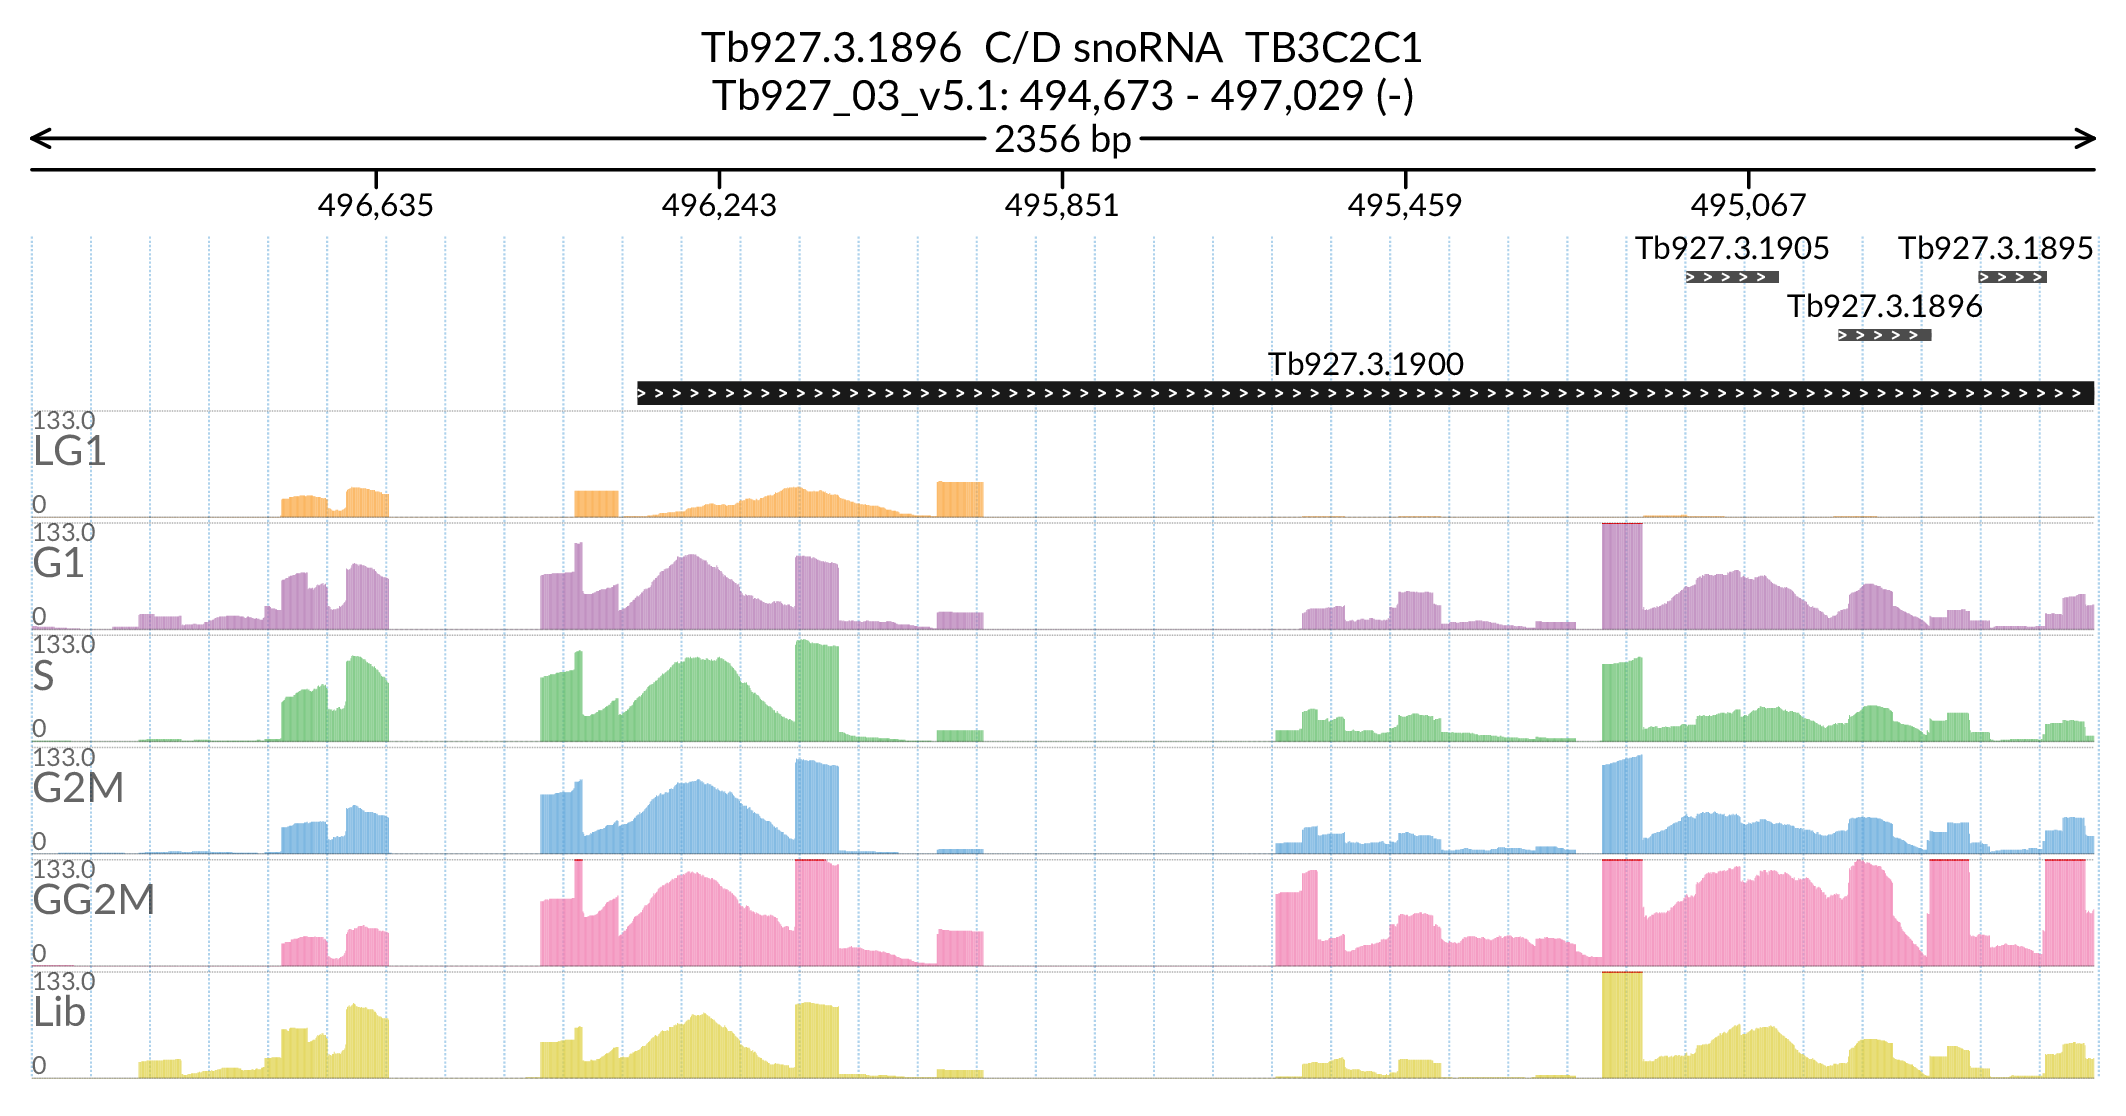 Tb927.3.1896  C/D snoRNA  TB3C2C1
Tb927_03_v5.1: 494,673 - 497,029 (-)
2356 bp
496,635 496,243 495,851 495,459 495,067
Tb927.3.1905 Tb927.3.1895
Tb927.3.1896
Tb927.3.1900
133.0
LG1
0
133.0
G1
0
133.0
S
0
133.0
G2M
0
133.0
GG2M
0
133.0
Lib
0